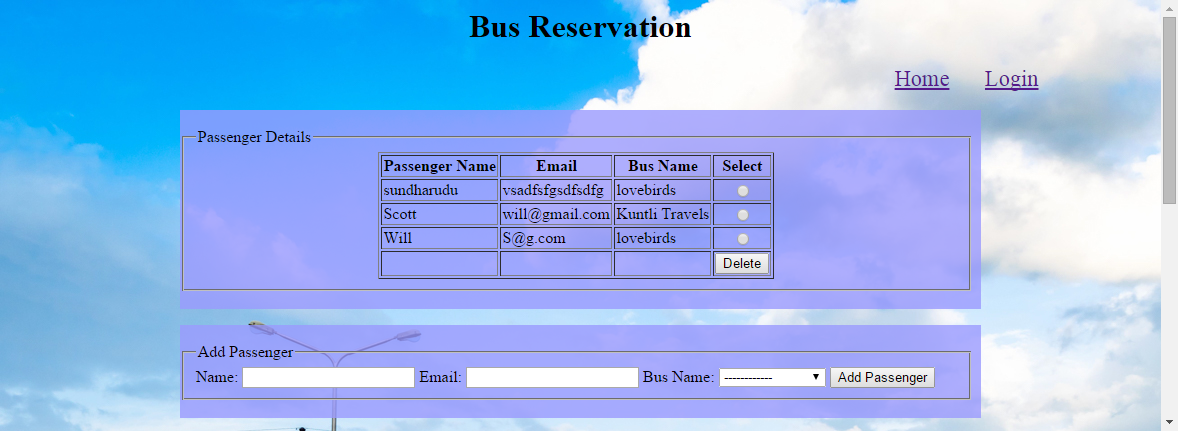 Bus Reservation
Home Login
Passenger Details
Passenger Name Email Bus Name Select
sundharudu vsadfsfgsdfsdfg lovebirds
Scott will@gmail.com Kuntli Travels
Will S@g.com lovebirds
Delete
Add Passenger
Name: Email: Bus Name: ------------ Add Passenger